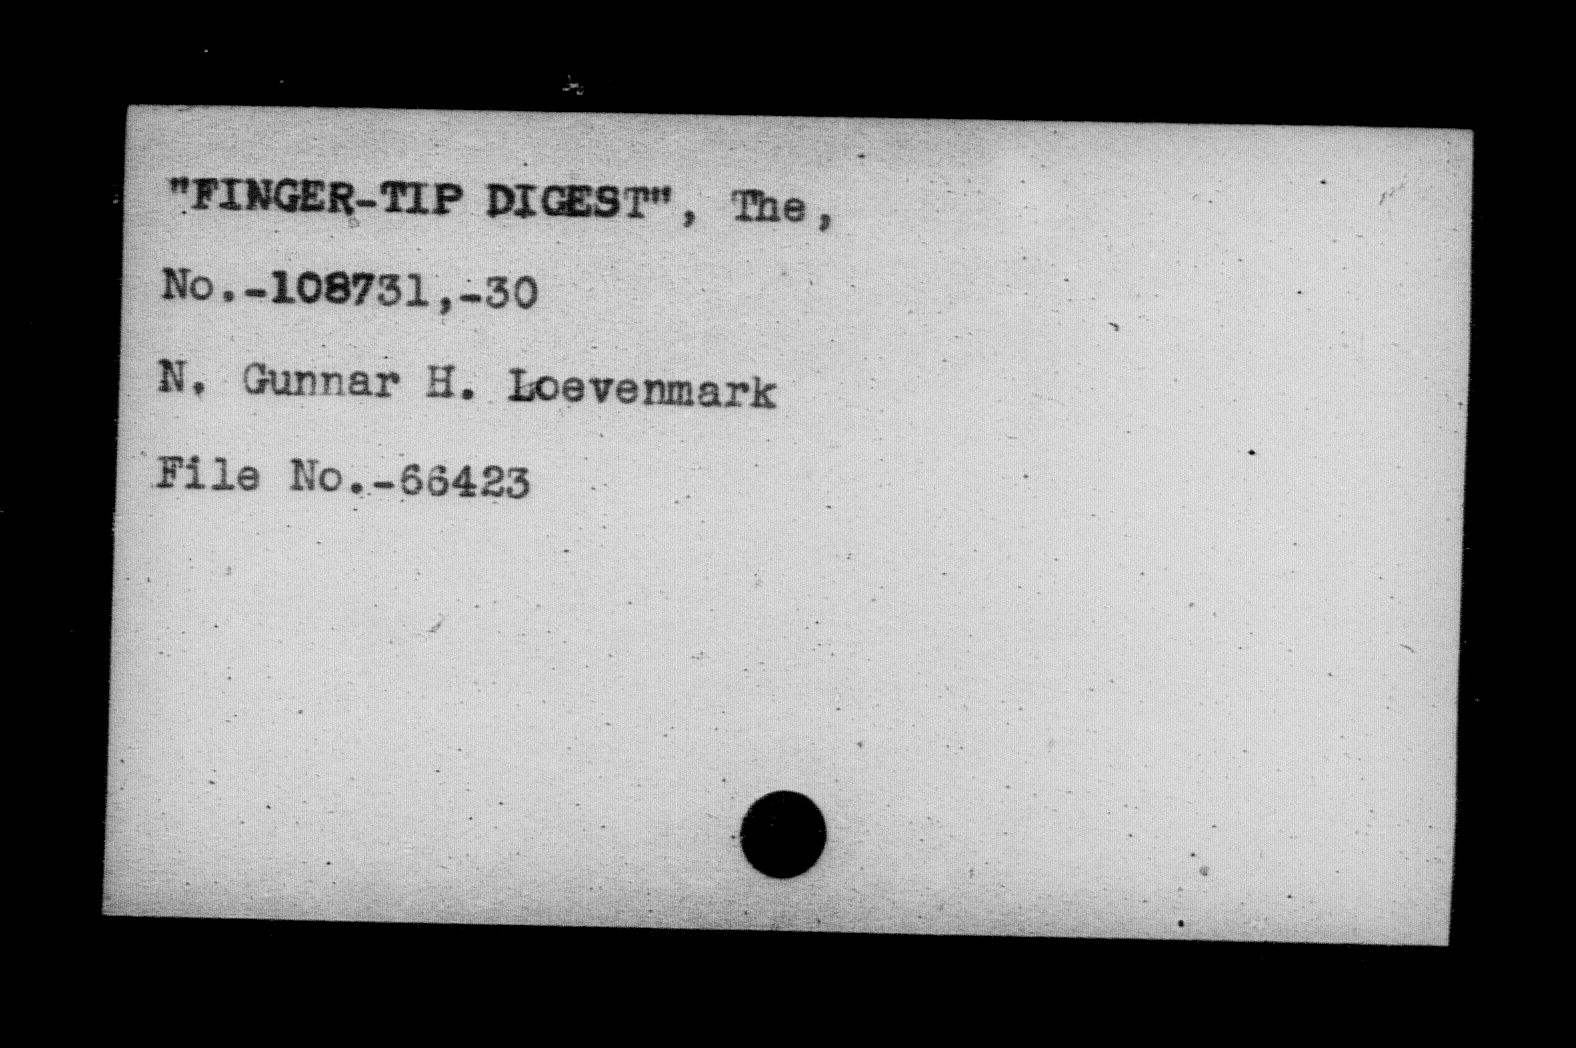 "FINGER-TIP DIGEST", The,
No.-108731,-30
N. Gunnar H. Loevenmark
File No.-66423